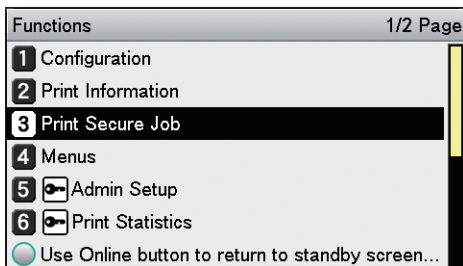 Functions 1/2 Page
1 Configuration
2 Print Information
3 Print Secure Job
4 Menus
5 Admin Setup
6 Print Statistics
Use Online button to return to standby screen...